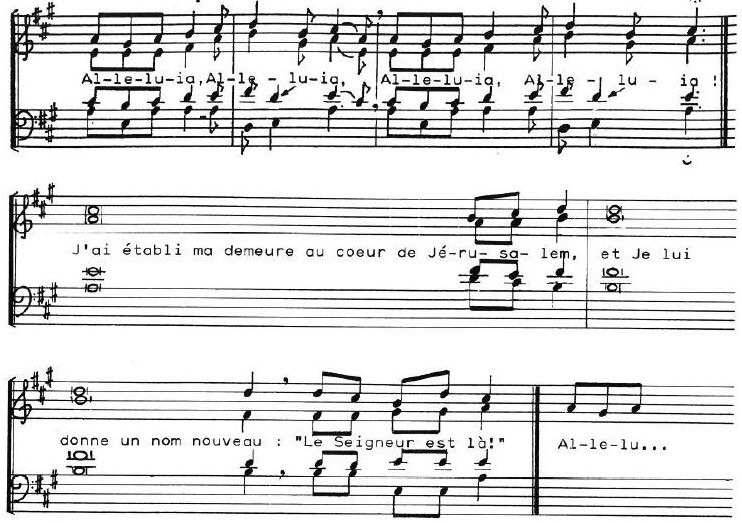 Al-le-lu-ia,Al-le - lu-ia, Al-le-lu-ia, Al-le - lu - ia !
J'ai établi ma demeure au coeur de Jé-ru- sa- lem, et Je lui
donne un nom nouveau : "Le Seigneur est là!" Al-le-lu...